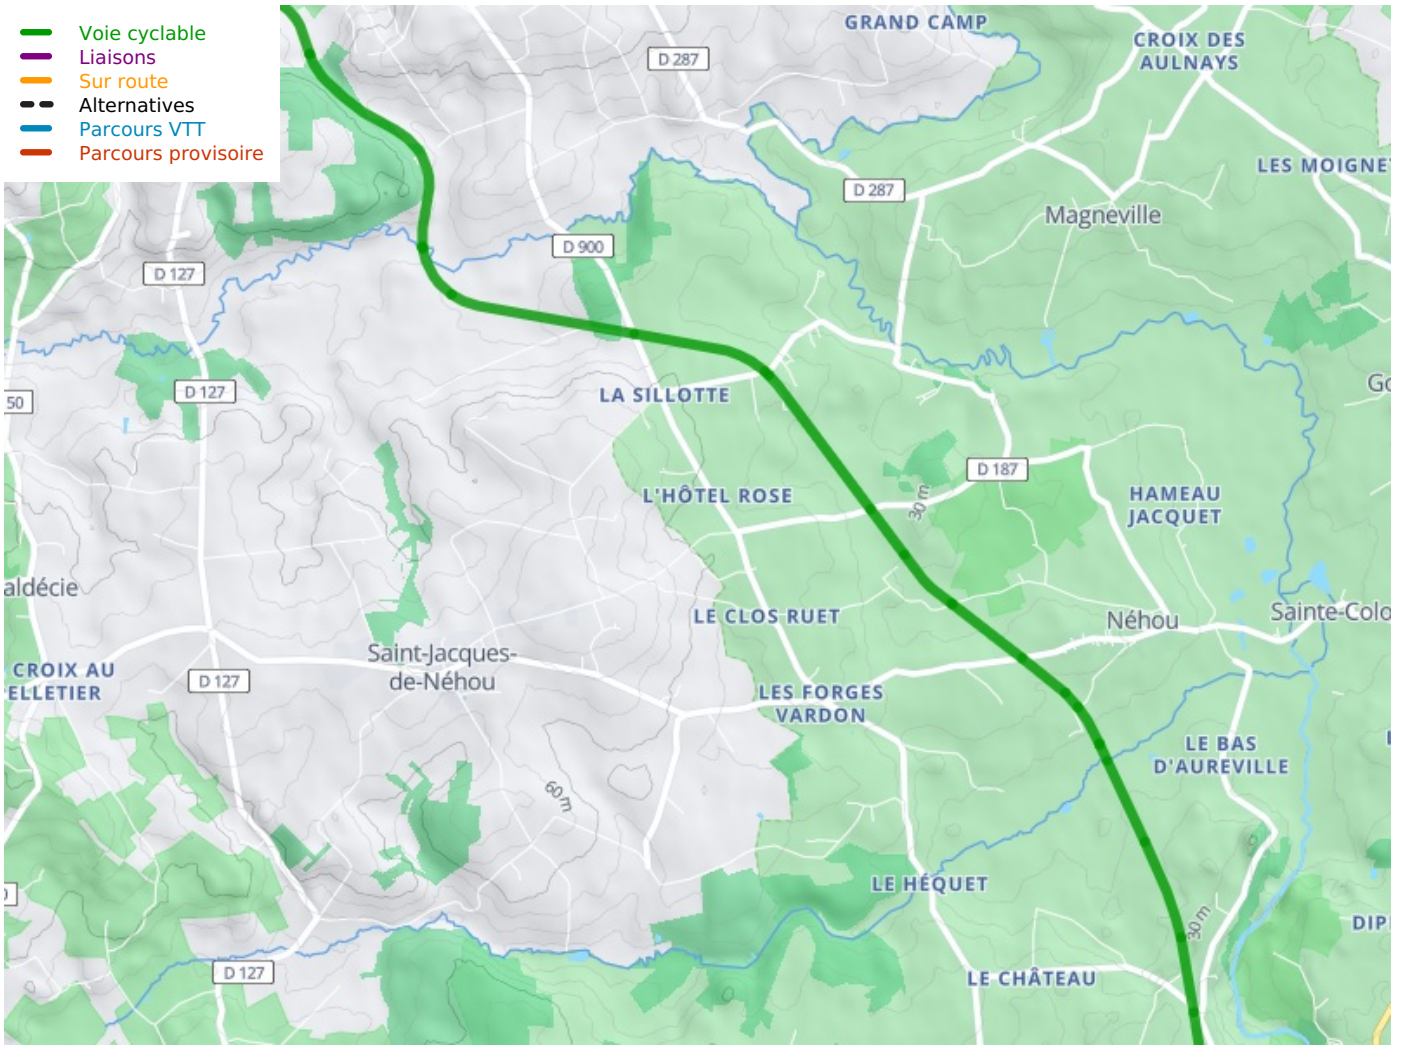 Voie cyclable
Liaisons
Sur route
Alternatives
Parcours VTT
Parcours provisoire
GRAND CAMP
CROIX DES
AULNAYS
D 287
LES MOIGNE
D 287
Magneville
D 900
D 127
D 127
50
LA SILLOTTE
D 187
L'HÔTEL ROSE
30 m
HAMEAU
JACQUET
aldécie
LE CLOS RUET
Néhou
Sainte-Colo
Saint-Jacques-
de-Néhou
CROIX AU
ELLETIER
D 127
LES FORGES
VARDON
LE BAS
D'AUREVILLE
60 m
LE HÉQUET
30 m
DIP
D 127
LE CHÂTEAU